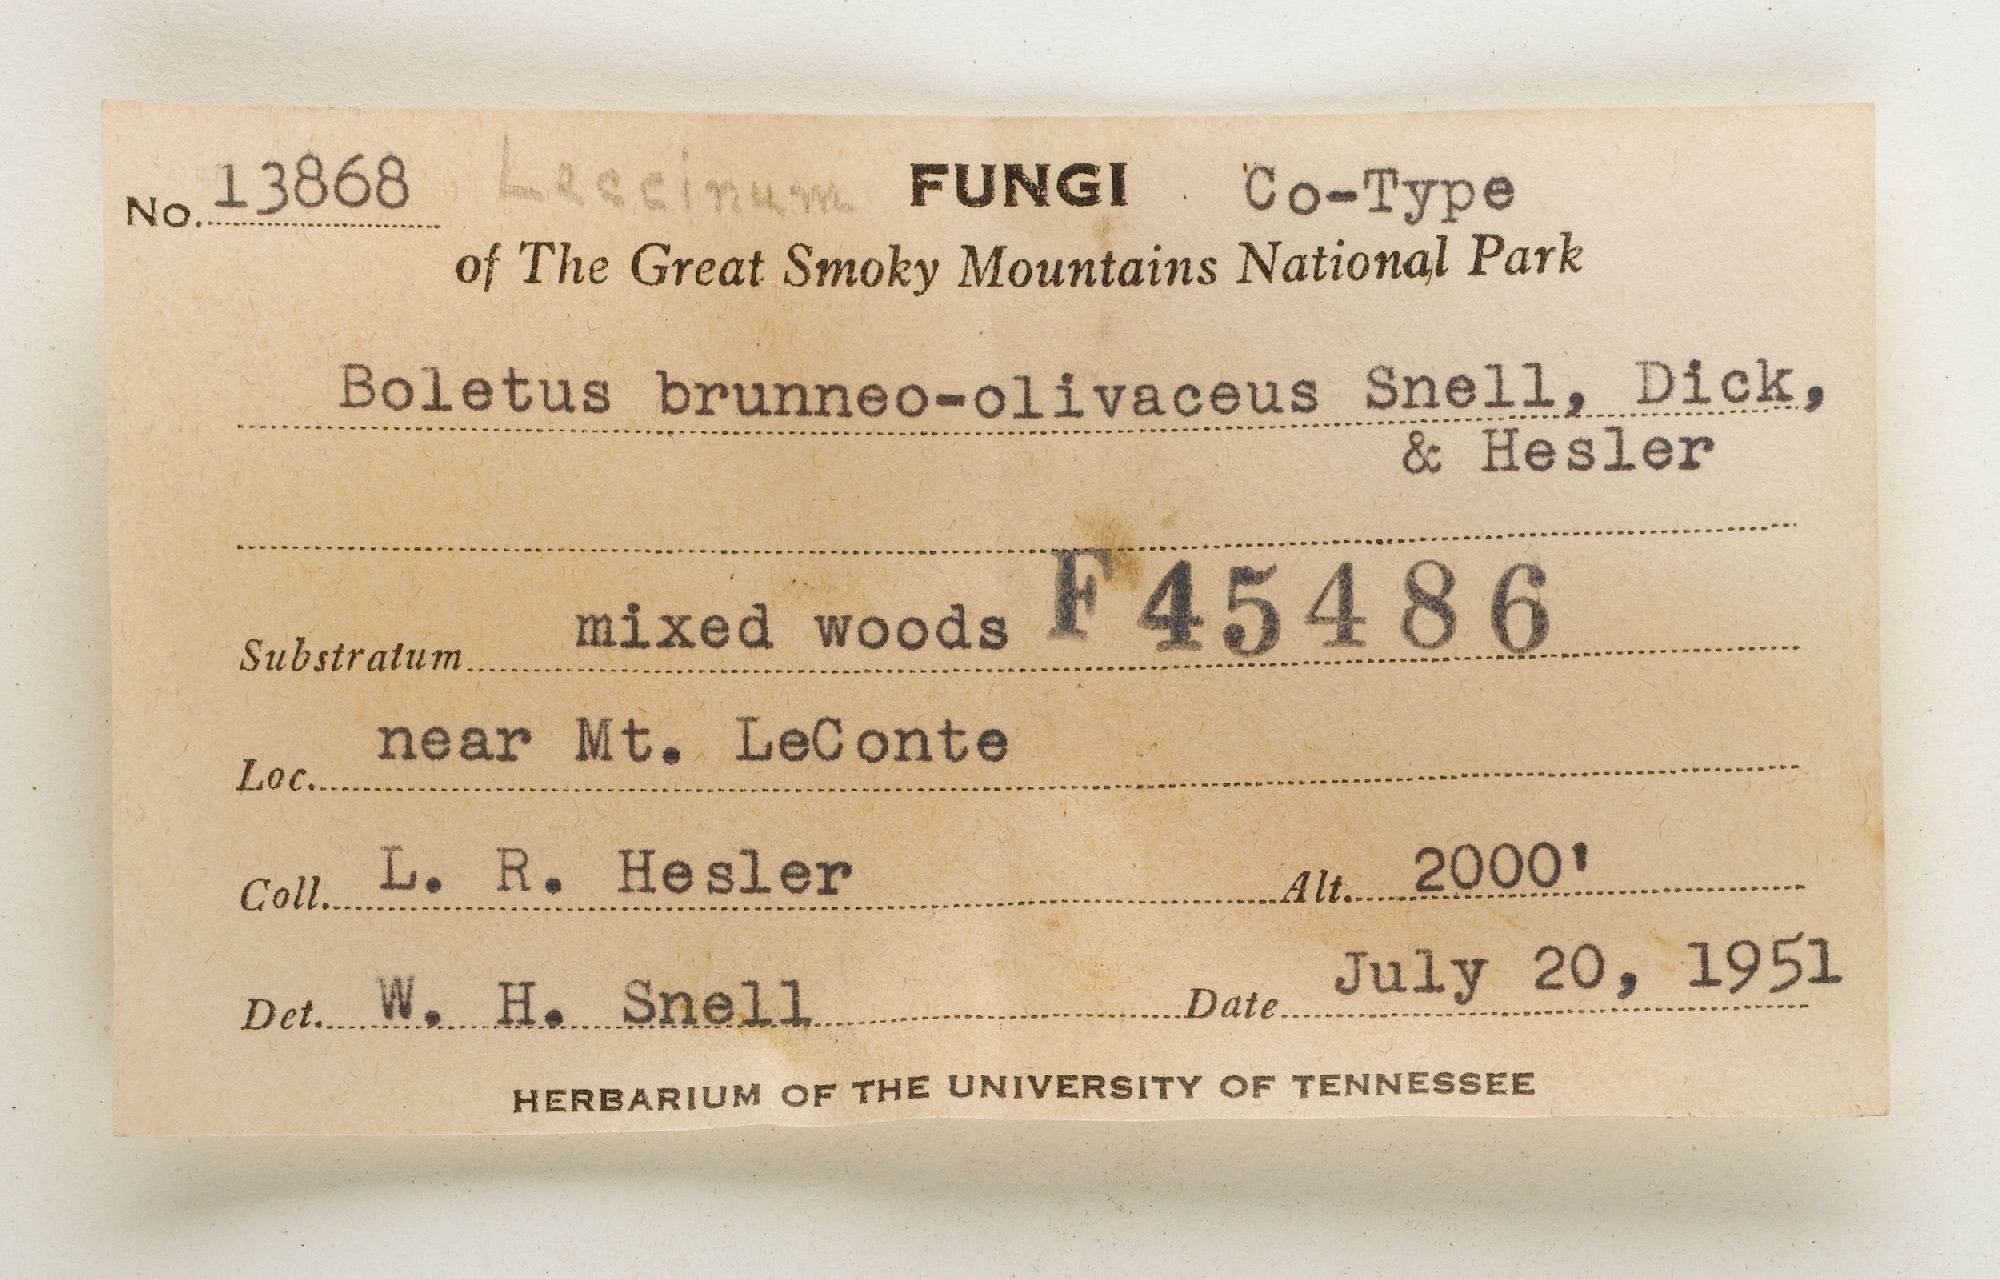 No. 13868 Leccinum FUNGI Co-Type
of The Great Smoky Mountains National Park
Boletus brunneo-olivaceus Snell, Dick,
& Hesler
Substratum mixed woods F45486
Loc. near Mt. LeConte
Coll. L. R. Hesler Alt. 2000'
Det. W. H. Snell Date July 20, 1951
HERBARIUM OF THE UNIVERSITY OF TENNESSEE